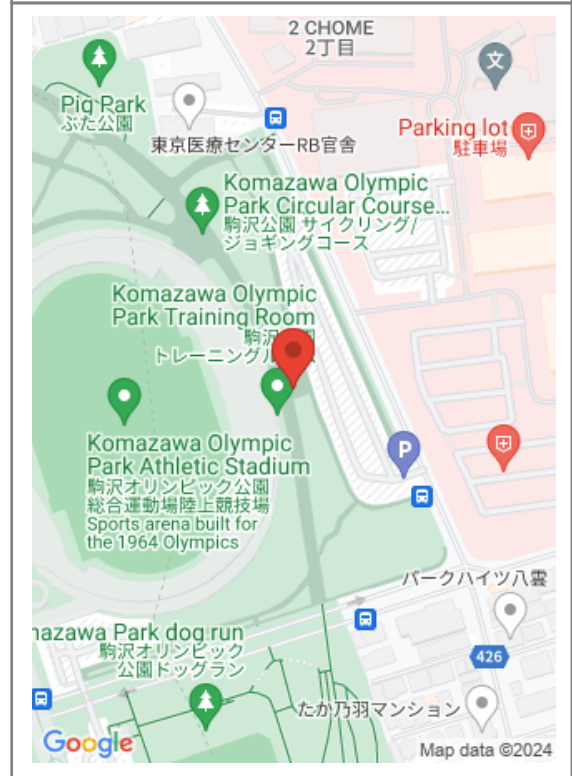 2 CHOME
2丁目
文
Pig Park
ぶた公園
東京医療センターRB官舎
Parking lot
駐車場
Komazawa Olympic
Park Circular Course...
駒沢公園 サイクリング/
ジョギングコース
Komazawa Olympic
Park Training Room
トレーニングル
Komazawa Olympic
Park Athletic Stadium
駒沢オリンピック公園
総合運動場陸上競技場
Sports arena built for
the 1964 Olympics
P
パークハイツ八雲
426
nazawa Park dog run
駒沢オリンピック
公園ドッグラン
たか乃羽マンション
Google
Map data ©2024